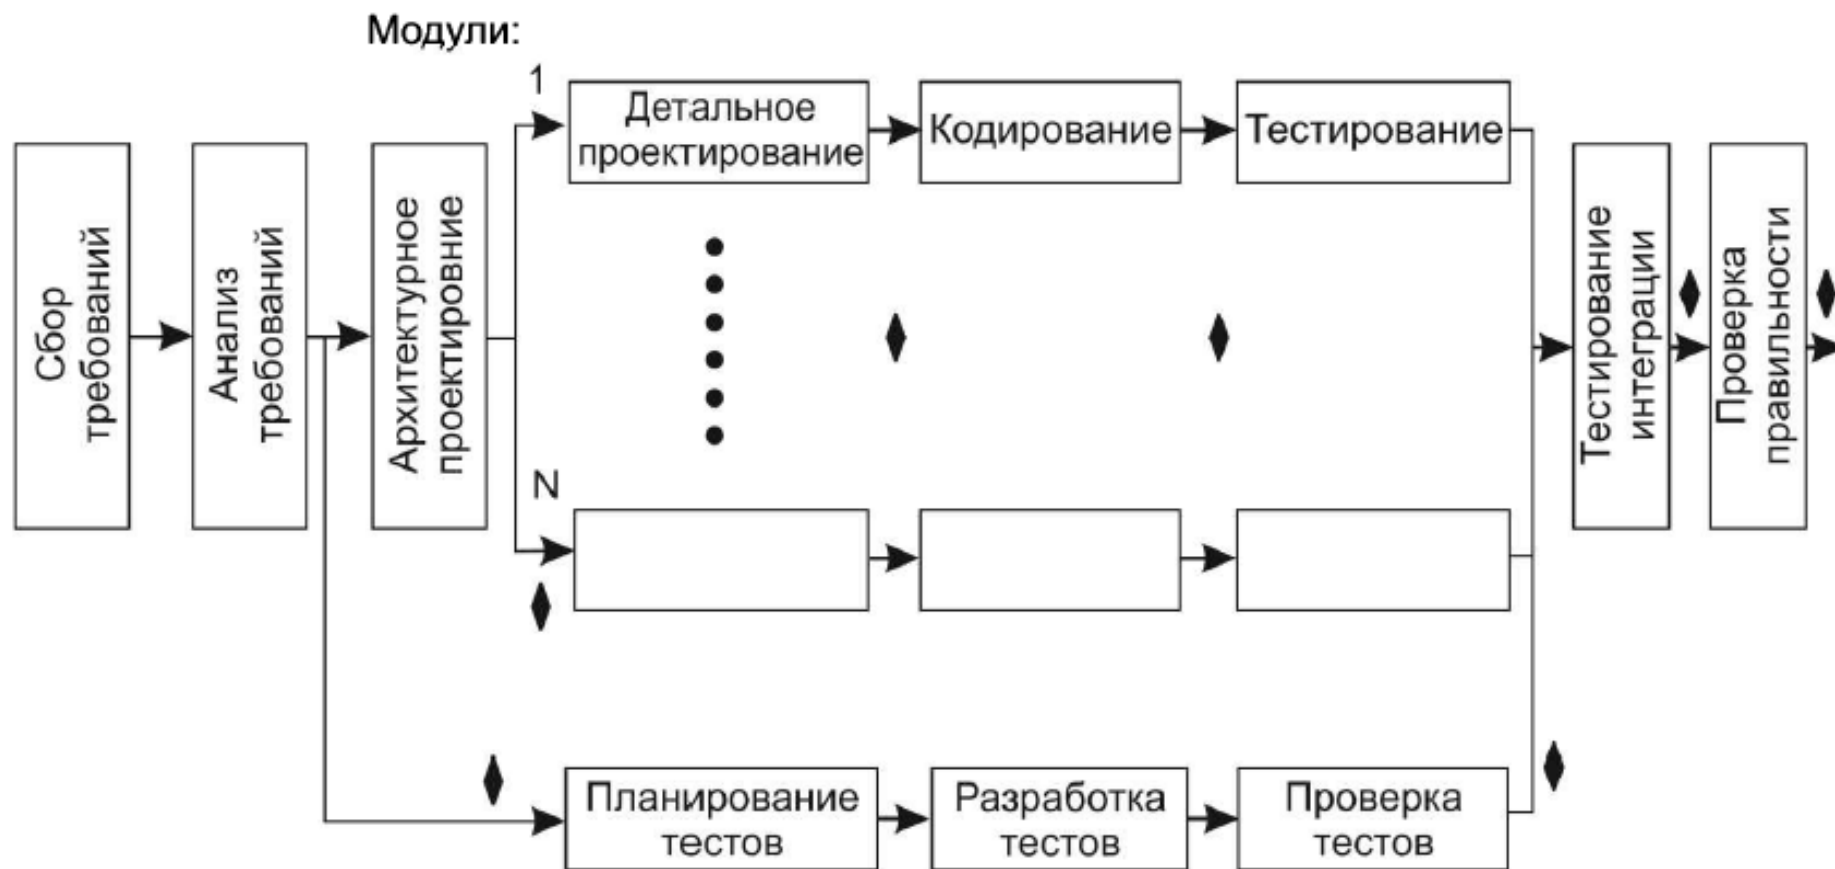 Модули:
1
Детальное
проектирование
Кодирование
Тестирование
Сбор
требований
Анализ
требований
Архитектурное
проектировние
N
Тестирование
интеграции
Проверка
правильности
Планирование
тестов
Разработка
тестов
Проверка
тестов